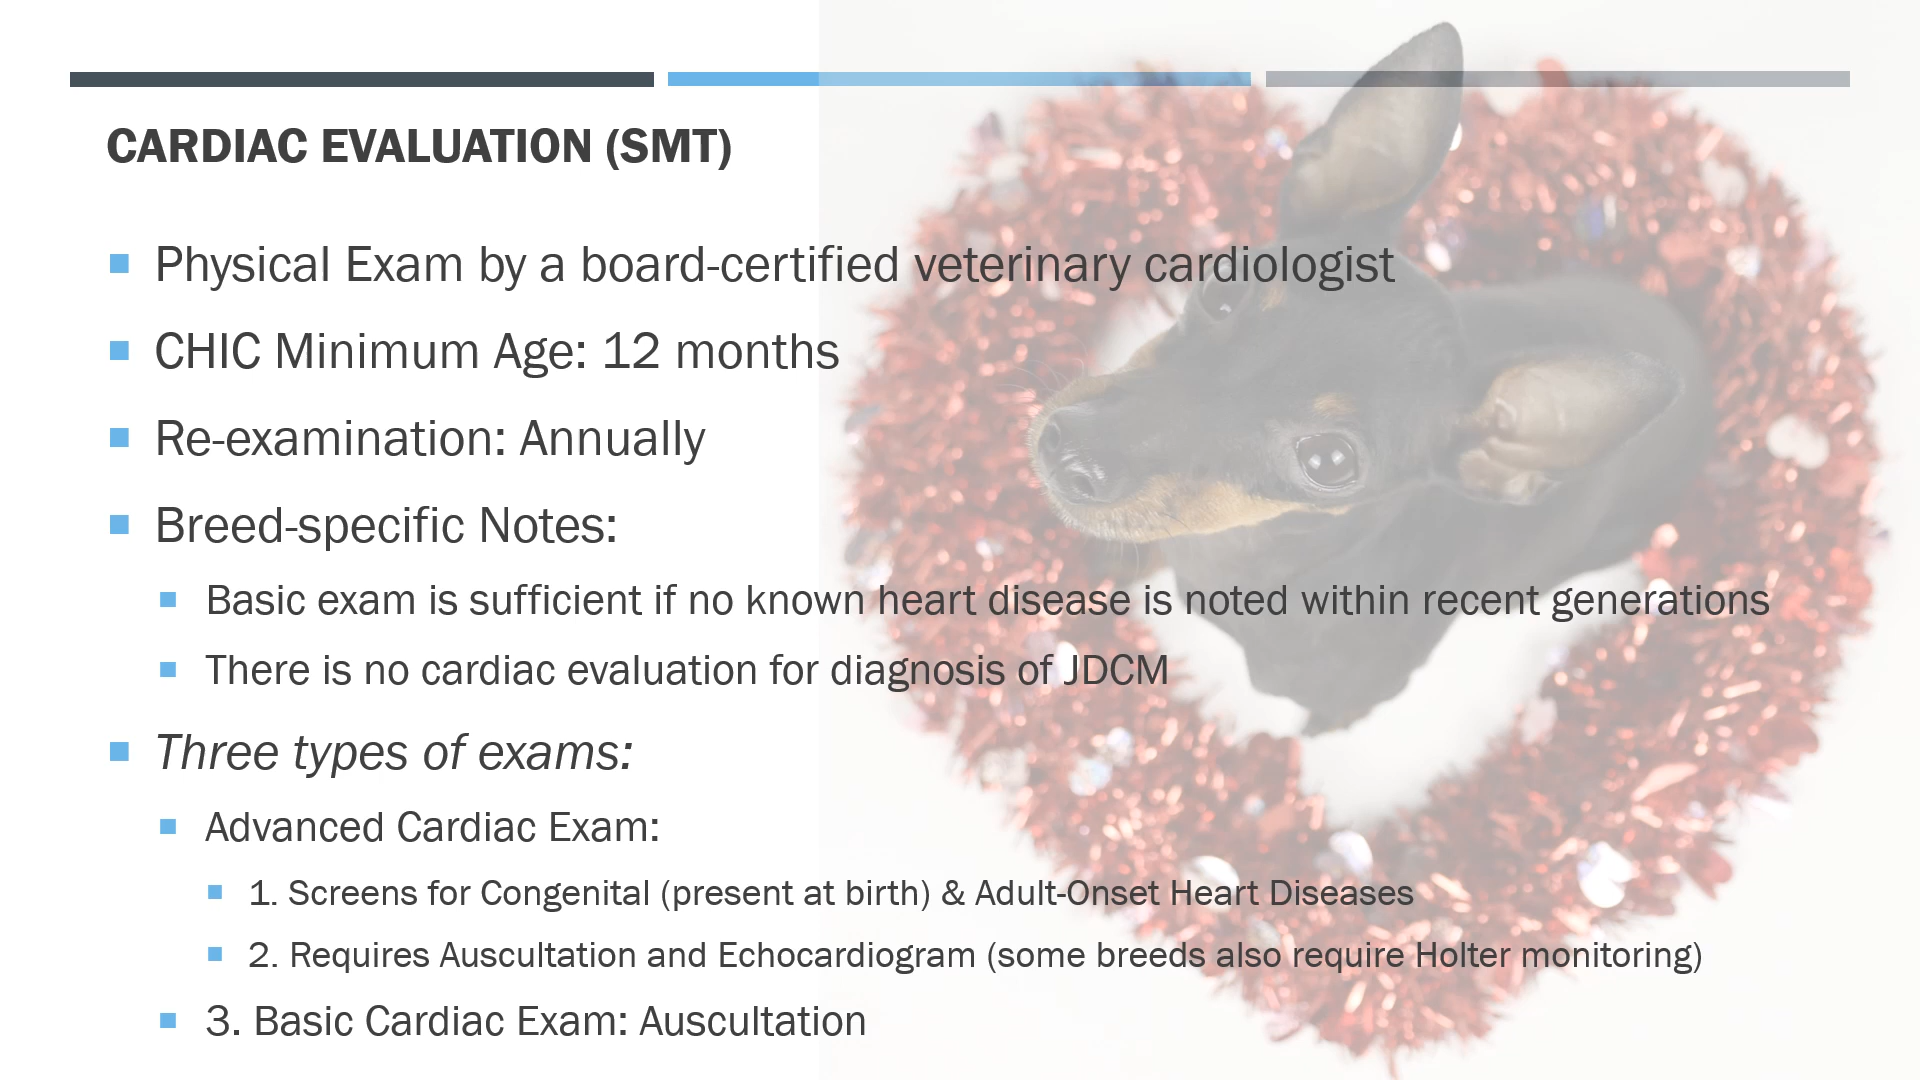 CARDIAC EVALUATION (SMT)
Physical Exam by a board-certified veterinary cardiologist
CHIC Minimum Age: 12 months
Re-examination: Annually
Breed-specific Notes:
Basic exam is sufficient if no known heart disease is noted within recent generations
There is no cardiac evaluation for diagnosis of JDCM
Three types of exams:
Advanced Cardiac Exam:
1. Screens for Congenital (present at birth) & Adult-Onset Heart Diseases
2. Requires Auscultation and Echocardiogram (some breeds also require Holter monitoring)
3. Basic Cardiac Exam: Auscultation